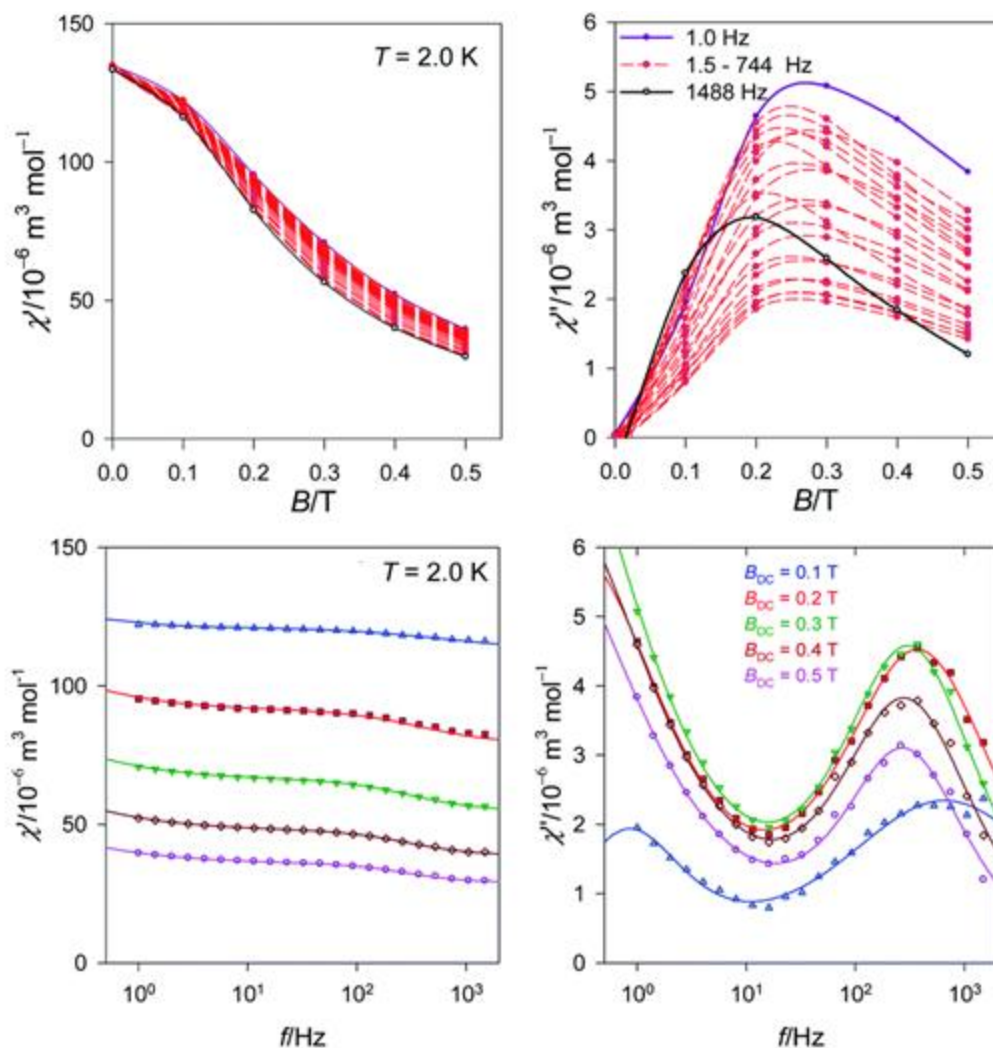 150
100
50
0
χ'/10⁻⁶ m³ mol⁻¹
T = 2.0 K
0.0 0.1 0.2 0.3 0.4 0.5
B/T
6
5
4
3
2
1
0
χ''/10⁻⁶ m³ mol⁻¹
1.0 Hz
1.5 - 744 Hz
1488 Hz
0.0 0.1 0.2 0.3 0.4 0.5
B/T
150
100
50
0
χ'/10⁻⁶ m³ mol⁻¹
T = 2.0 K
10⁰ 10¹ 10² 10³
f/Hz
6
5
4
3
2
1
0
χ''/10⁻⁶ m³ mol⁻¹
B_DC = 0.1 T
B_DC = 0.2 T
B_DC = 0.3 T
B_DC = 0.4 T
B_DC = 0.5 T
10⁰ 10¹ 10² 10³
f/Hz